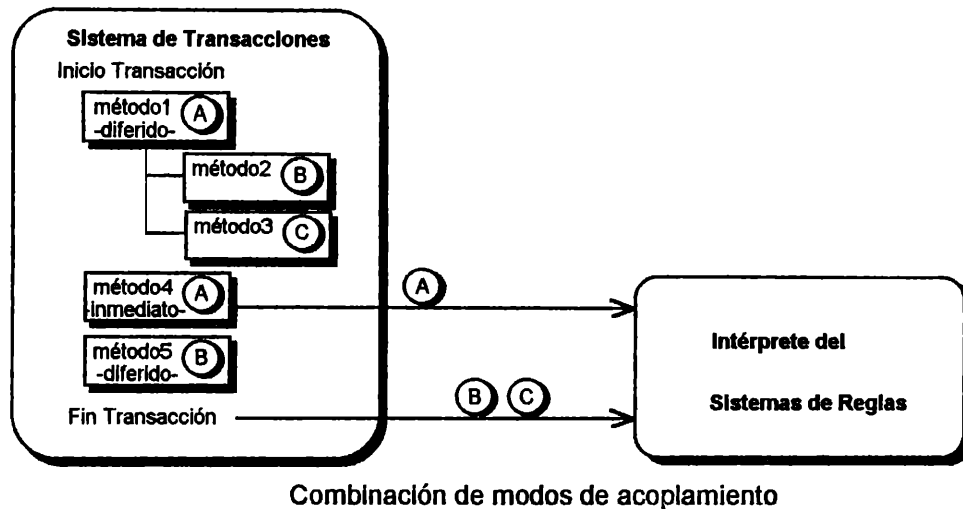 Sistema de Transacciones
Inicio Transacción
método1
-diferido-
A
método2
B
método3
C
método4
-inmediato-
A
A
método5
-diferido-
B
Fin Transacción
B C
Intérprete del
Sistemas de Reglas
Combinación de modos de acoplamiento